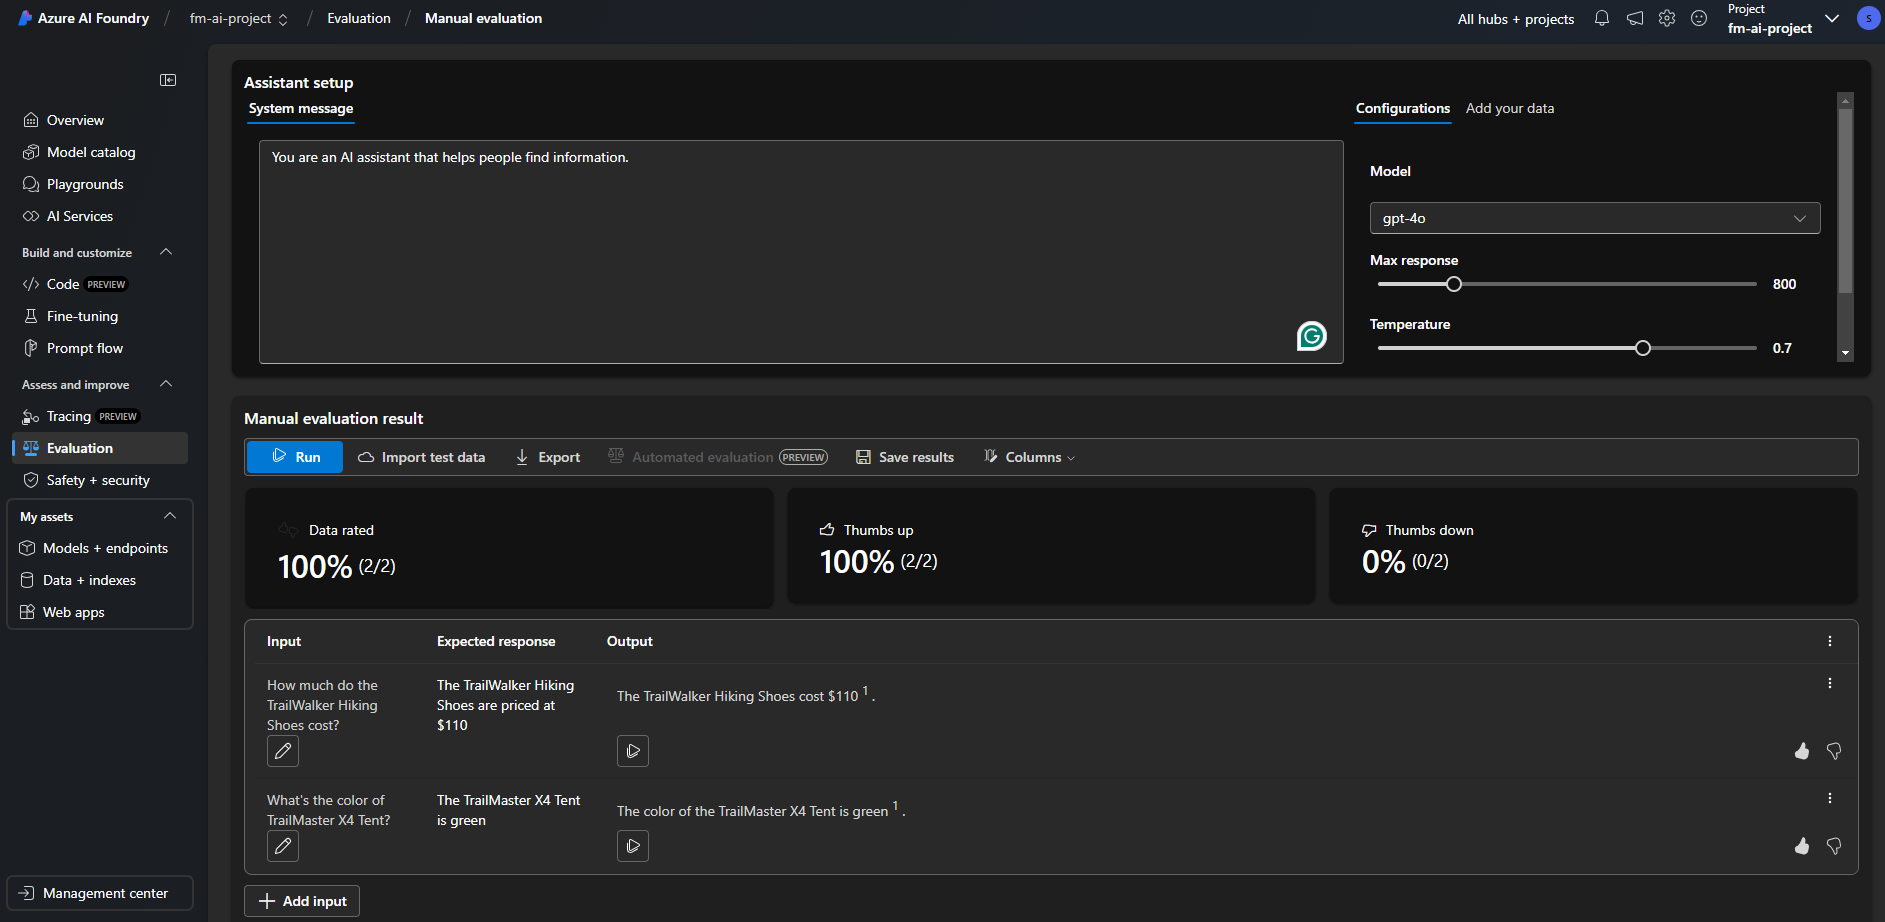 Azure AI Foundry / fm-ai-project / Evaluation / Manual evaluation
All hubs + projects
Project
fm-ai-project
S
Overview
Model catalog
Playgrounds
AI Services
Build and customize
Code PREVIEW
Fine-tuning
Prompt flow
Assess and improve
Tracing PREVIEW
Evaluation
Safety + security
My assets
Models + endpoints
Data + indexes
Web apps
Management center
Assistant setup
System message
You are an AI assistant that helps people find information.
G
Configurations Add your data
Model
gpt-4o
Max response
800
Temperature
0.7
Manual evaluation result
Run Import test data Export Automated evaluation PREVIEW Save results Columns
Data rated
100% (2/2)
Thumbs up
100% (2/2)
Thumbs down
0% (0/2)
Input Expected response Output
How much do the
TrailWalker Hiking
Shoes cost?
The TrailWalker Hiking
Shoes are priced at
$110
The TrailWalker Hiking Shoes cost $110 1 .
What's the color of
TrailMaster X4 Tent?
The TrailMaster X4 Tent
is green
The color of the TrailMaster X4 Tent is green 1 .
Add input